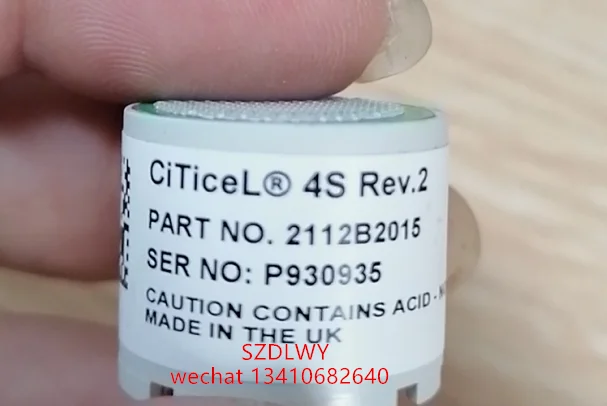 CiTiceL® 4S Rev.2
PART NO. 2112B2015
SER NO: P930935
CAUTION CONTAINS ACID -
MADE IN THE UK
SZDLWY
wechat 13410682640